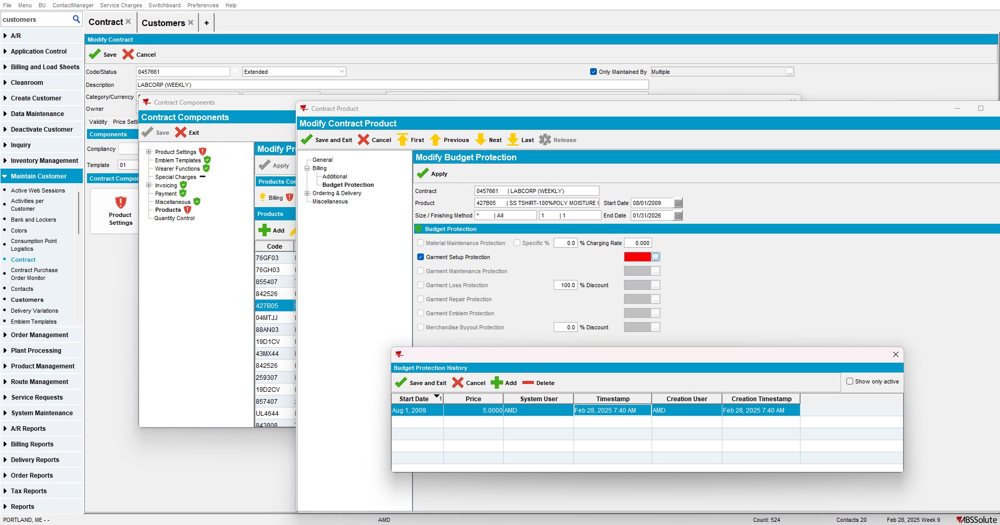 File Menu BU ContactManager Service Charges Switchboard Preferences Help
customers
A/R
Application Control
Billing and Load Sheets
Cleanroom
Create Customer
Data Maintenance
Deactivate Customer
Inquiry
Inventory Management
Maintain Customer
Active Web Sessions
Activities per
Customer
Bank and Lockers
Colors
Consumption Point
Logistics
Contract
Contract Purchase
Order Monitor
Contacts
Customers
Delivery Variations
Emblem Templates
Order Management
Plant Processing
Product Management
Route Management
Service Requests
System Maintenance
A/R Reports
Billing Reports
Delivery Reports
Order Reports
Tax Reports
Reports
Contract Customers +
Modify Contract
Save Cancel
Code/Status 0457661 ... Extended Only Maintained By Multiple ...
Description LABCORP (WEEKLY)
Category/Currency
Owner
Validity Price Setti
Components
Compliancy
Template 01
Contract Compor
Product
Settings
Contract Components
Contract Components
Save Exit
Product Settings
Emblem Templates
Wearer Functions
Special Charges
Invoicing
Payment
Miscellaneous
Products
Quantity Control
Modify Pr
Apply
Products Cor
Billing
Products
Add
Code
76GF03
76GH03
855407
842526
427B05
04MTJJ
88AN03
19D1CV
43MX44
842526
259307
19D2CV
857407
UL4644
843808
Contract Product
Modify Contract Product
Save and Exit Cancel First Previous Next Last Release
General
Billing
Additional
Budget Protection
Ordering & Delivery
Miscellaneous
Modify Budget Protection
Apply
Contract 0457661 | LABCORP (WEEKLY)
Product 427B05 | SS TSHIRT-100%POLY MOISTURE Start Date 08/01/2009
Size / Finishing Method * | All 1 | 1 End Date 01/31/2026
Budget Protection
Material Maintenance Protection Specific % 0.0 % Charging Rate 0.000
Garment Setup Protection ...
Garment Maintenance Protection ...
Garment Loss Protection 100.0 % Discount ...
Garment Repair Protection ...
Garment Emblem Protection ...
Merchandise Buyout Protection 0.0 % Discount ...
Budget Protection History
Save and Exit Cancel Add Delete Show only active
Start Date 1 Price System User Timestamp Creation User Creation Timestamp
Aug 1, 2009 5.0000 AMD Feb 28, 2025 7:40 AM AMD Feb 28, 2025 7:40 AM
PORTLAND, ME - - AMD Count: 524 Contacts 20 Feb 28, 2025 Week 9 ABSSolute